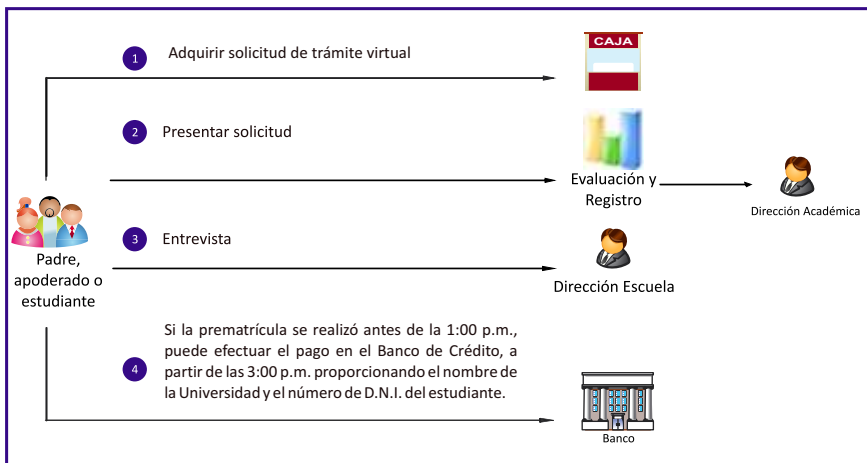 1
Adquirir solicitud de trámite virtual
CAJA
2
Presentar solicitud
Evaluación y
Registro
Dirección Académica
Padre,
apoderado o
estudiante
3
Entrevista
Dirección Escuela
4
Si la prematrícula se realizó antes de la 1:00 p.m.,
puede efectuar el pago en el Banco de Crédito, a
partir de las 3:00 p.m. proporcionando el nombre de
la Universidad y el número de D.N.I. del estudiante.
Banco